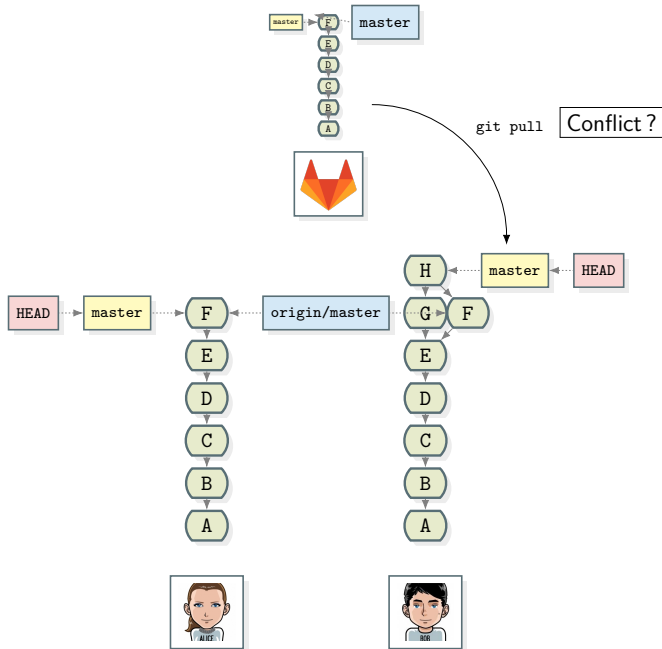 master F master
E
D
C
B
A
git pull Conflict ?
H master HEAD
HEAD master F origin/master G F
E E
D D
C C
B B
A A
ALICE BOB